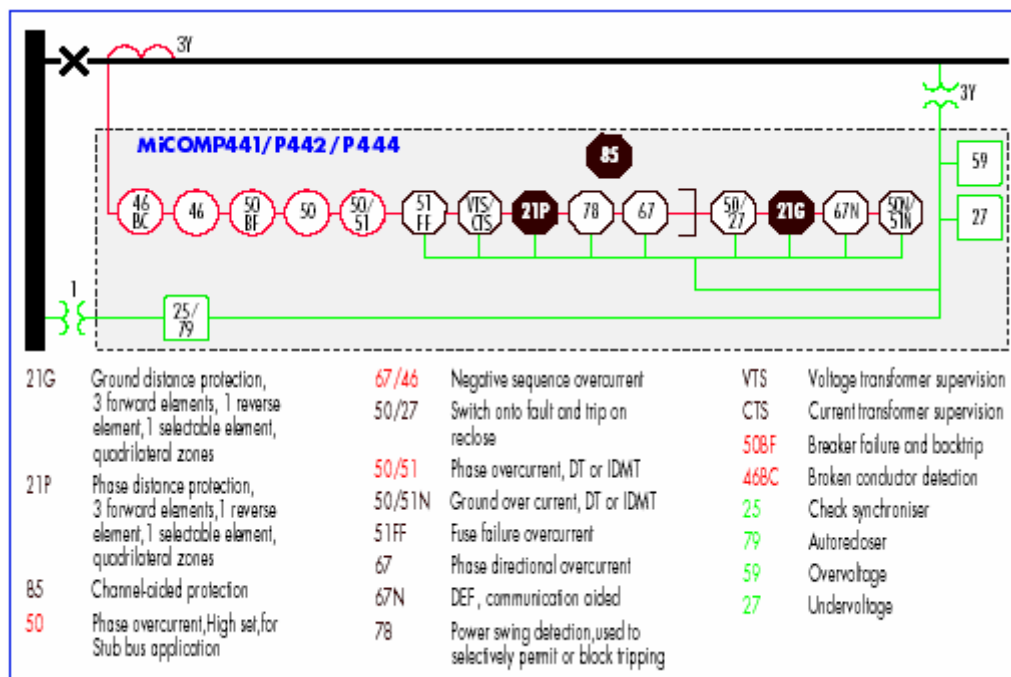 3Y
3Y
MiCOMP441/P442/P444
85
59
46
BC
46
50
BF
50
50/
51
51
FF
VTS/
CTS
21P
78
67
50/
27
21G
67N
50N/
51N
27
1
25/
79
21G Ground distance protection,
3 forward elements, 1 reverse
element,1 selectable element,
quadrilateral zones
21P Phase distance protection,
3 forward elements,1 reverse
element,1 selectable element,
quadrilateral zones
85 Channel-aided protection
50 Phase overcurrent,High set,for
Stub bus application
67/46 Negative sequence overcurrent
50/27 Switch onto fault and trip on
reclose
50/51 Phase overcurrent, DT or IDMT
50/51N Ground over current, DT or IDMT
51FF Fuse failure overcurrent
67 Phase directional overcurrent
67N DEF, communication aided
78 Power swing detection,used to
selectively permit or block tripping
VTS Voltage transformer supervision
CTS Current transformer supervision
50BF Breaker failure and backtrip
46BC Broken conductor detection
25 Check synchroniser
79 Autorecloser
59 Overvoltage
27 Undervoltage